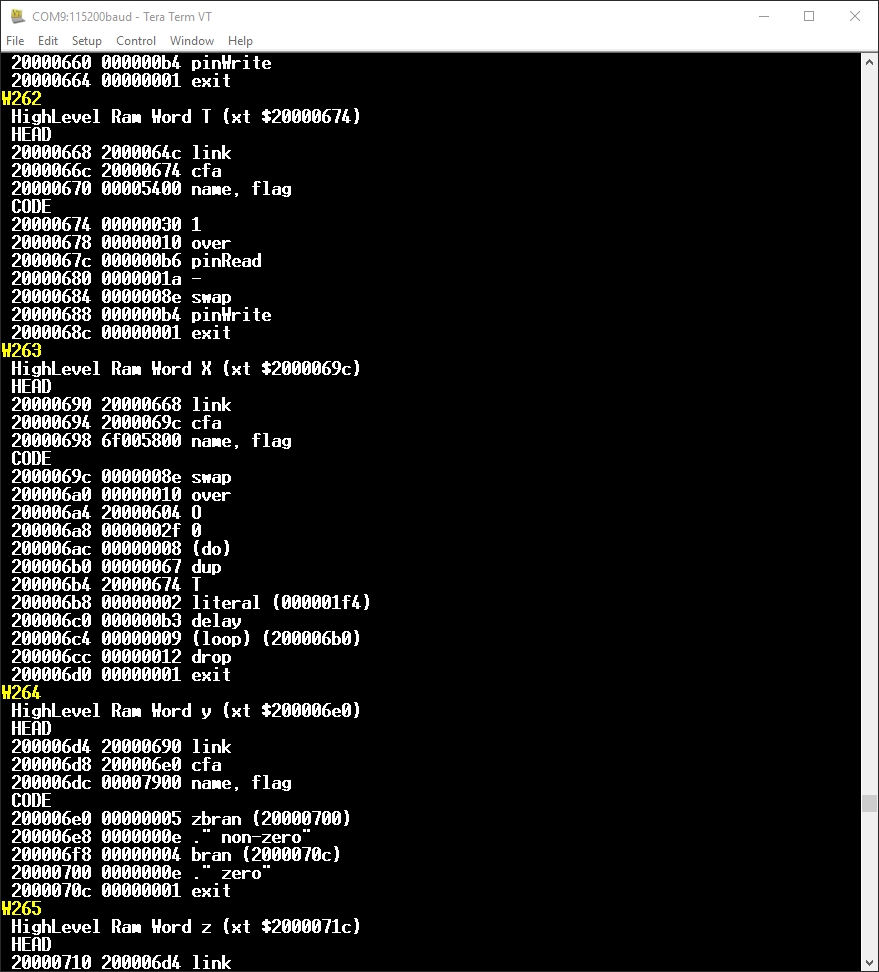 COM9:115200baud - Tera Term VT
File Edit Setup Control Window Help
20000660 000000b4 pinWrite
20000664 00000001 exit
W262
HighLevel Ram Word T (xt $20000674)
HEAD
20000668 2000064c link
2000066c 20000674 cfa
20000670 00005400 name, flag
CODE
20000674 00000030 1
20000678 00000010 over
2000067c 000000b6 pinRead
20000680 0000001a -
20000684 0000008e swap
20000688 000000b4 pinWrite
2000068c 00000001 exit
W263
HighLevel Ram Word X (xt $2000069c)
HEAD
20000690 20000668 link
20000694 2000069c cfa
20000698 6f005800 name, flag
CODE
2000069c 0000008e swap
200006a0 00000010 over
200006a4 20000604 O
200006a8 0000002f 0
200006ac 00000008 (do)
200006b0 00000067 dup
200006b4 20000674 T
200006b8 00000002 literal (000001f4)
200006c0 000000b3 delay
200006c4 00000009 (loop) (200006b0)
200006cc 00000012 drop
200006d0 00000001 exit
W264
HighLevel Ram Word y (xt $200006e0)
HEAD
200006d4 20000690 link
200006d8 200006e0 cfa
200006dc 00007900 name, flag
CODE
200006e0 00000005 zbran (20000700)
200006e8 0000000e ." non-zero"
200006f8 00000004 bran (2000070c)
20000700 0000000e ." zero"
2000070c 00000001 exit
W265
HighLevel Ram Word z (xt $2000071c)
HEAD
20000710 200006d4 link